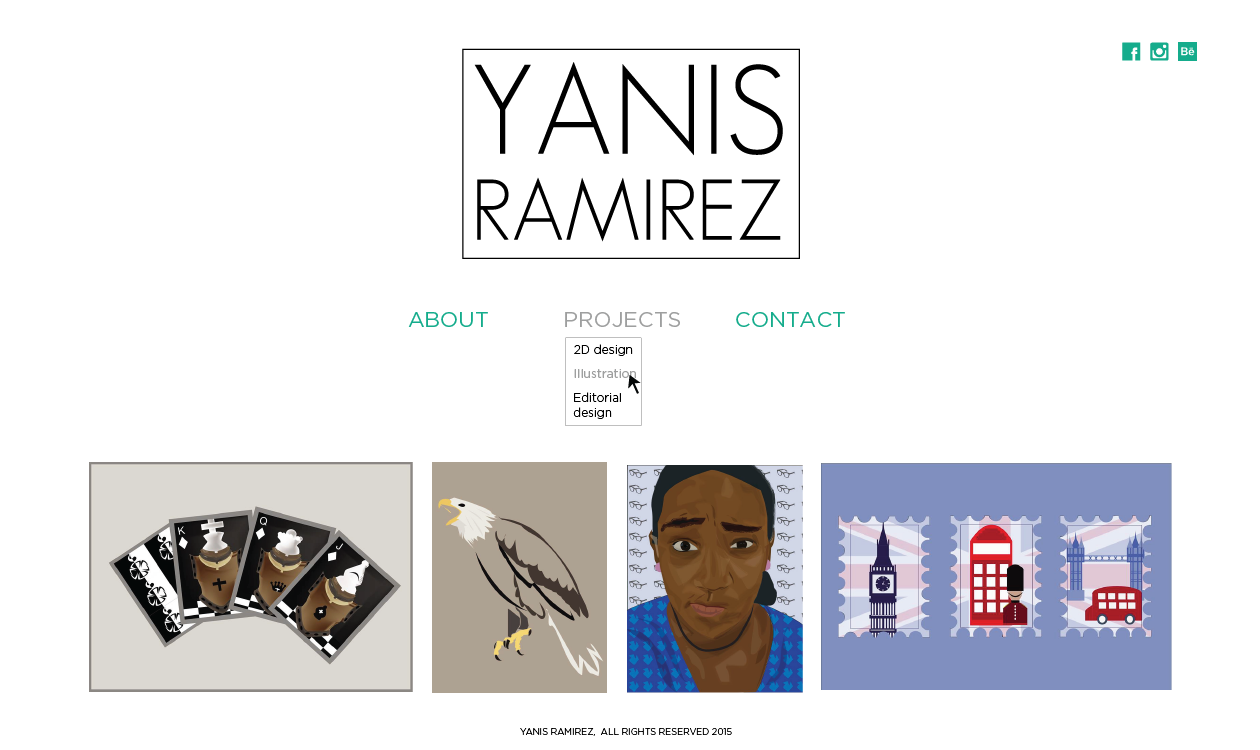 YANIS
RAMIREZ
Bē
ABOUT PROJECTS CONTACT
2D design
Illustration
Editorial
design
K
Q
J
YANIS RAMIREZ, ALL RIGHTS RESERVED 2015